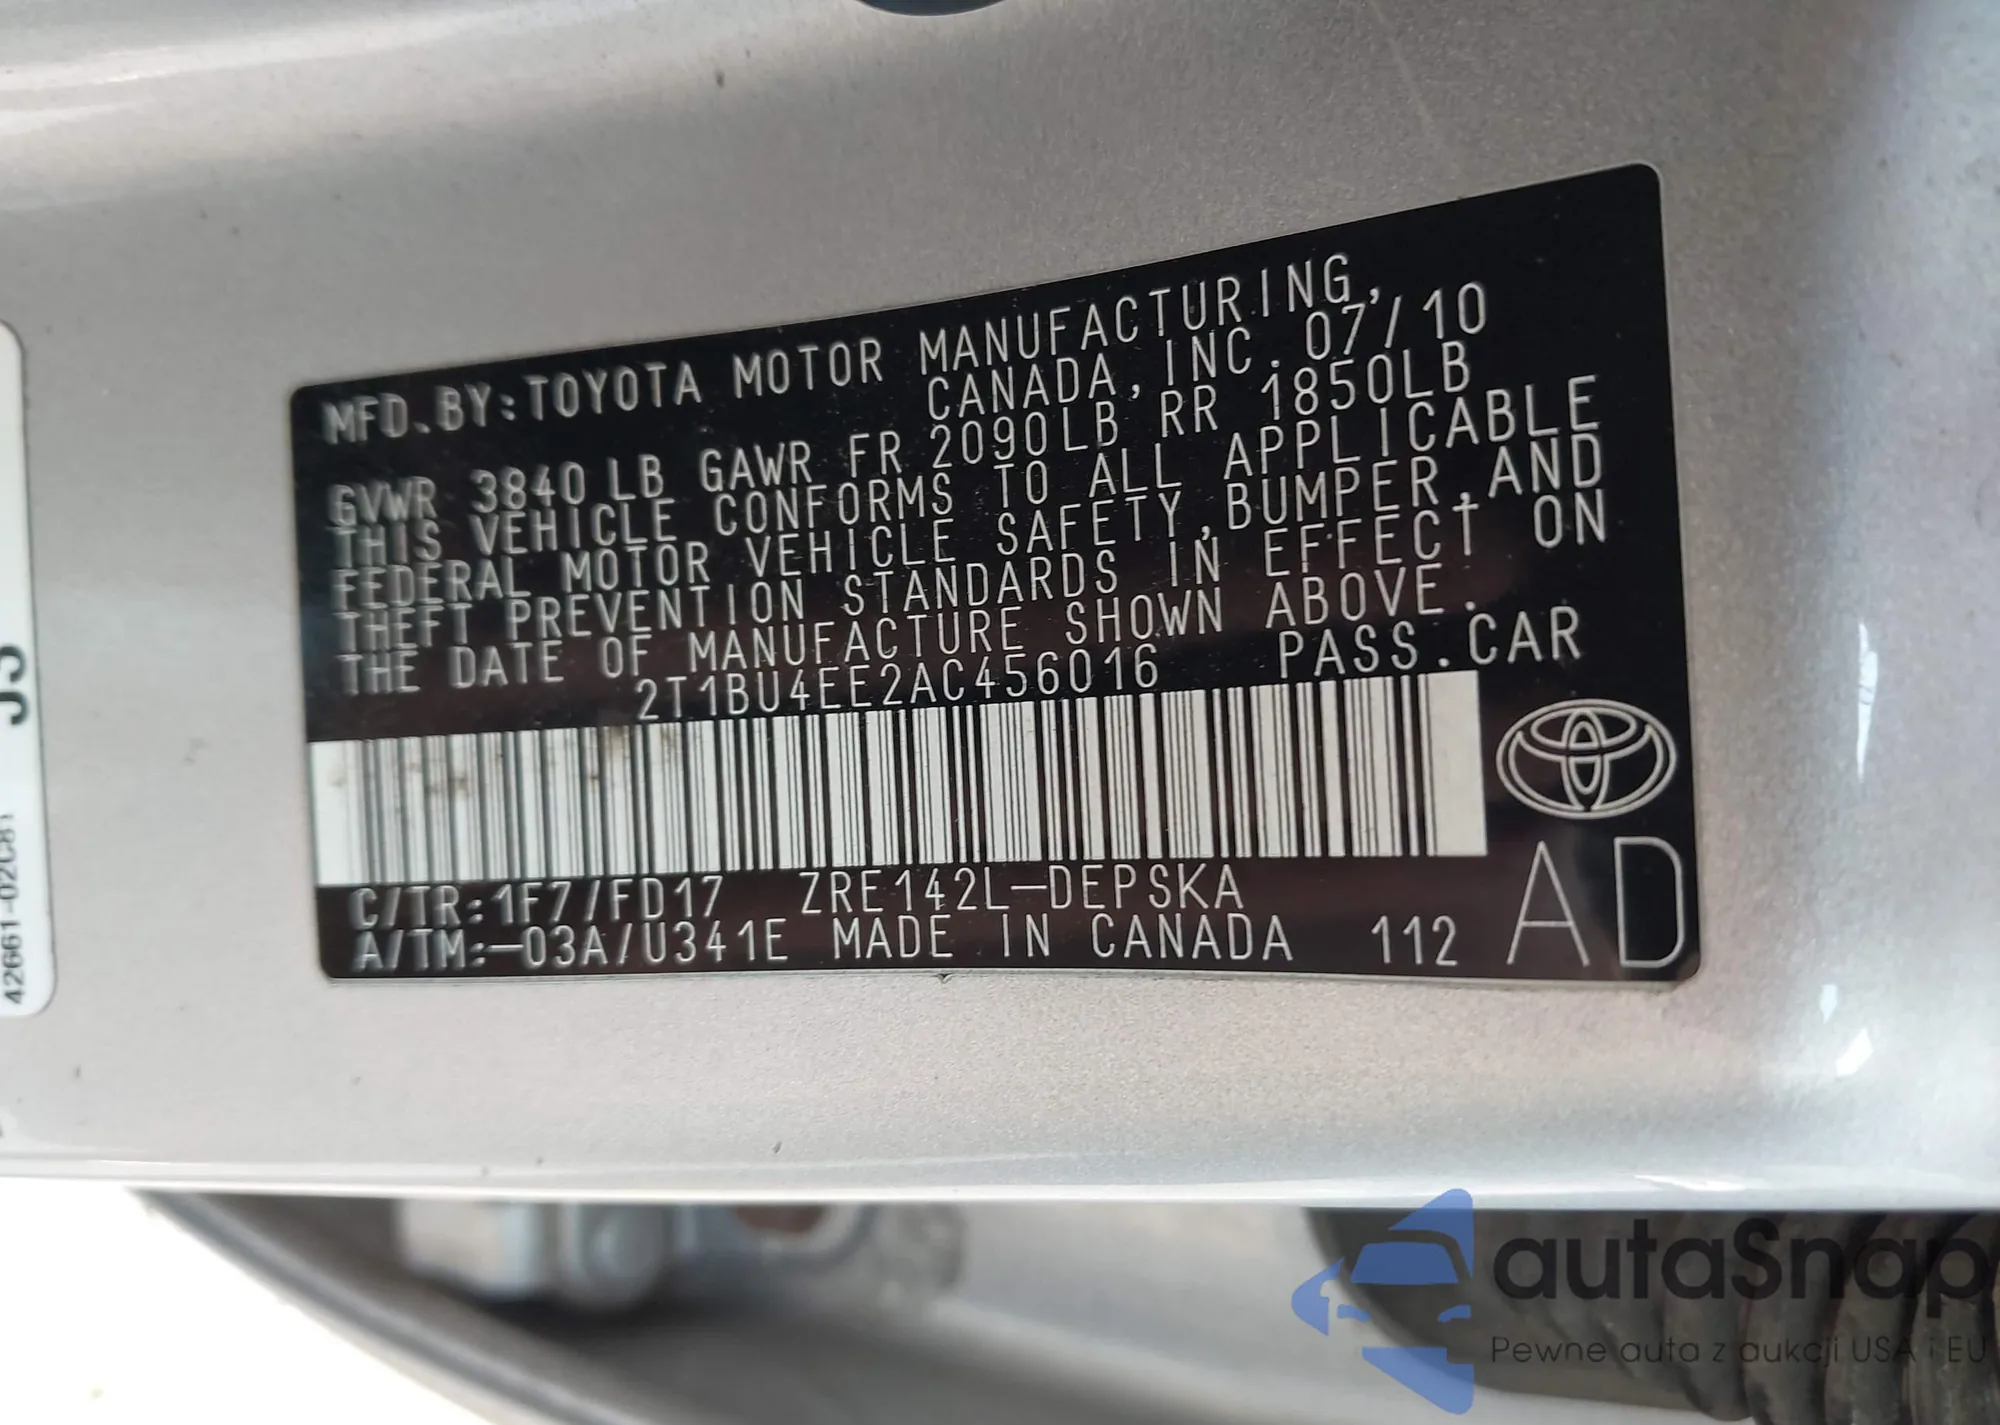 MFD.BY:TOYOTA MOTOR MANUFACTURING,
CANADA,INC.07/10
GVWR 3840 LB GAWR FR 2090LB RR 1850LB
THIS VEHICLE CONFORMS TO ALL APPLICABLE
FEDERAL MOTOR VEHICLE SAFETY,BUMPER,AND
THEFT PREVENTION STANDARDS IN EFFECT ON
THE DATE OF MANUFACTURE SHOWN ABOVE.
2T1BU4EE2AC456016 PASS.CAR
C/TR:1F7/FD17 ZRE142L-DEPSKA
A/TM:-03A/U341E MADE IN CANADA 112
AD
42661-02C81
autaSnap
Pewne auta z aukcji USA i EU